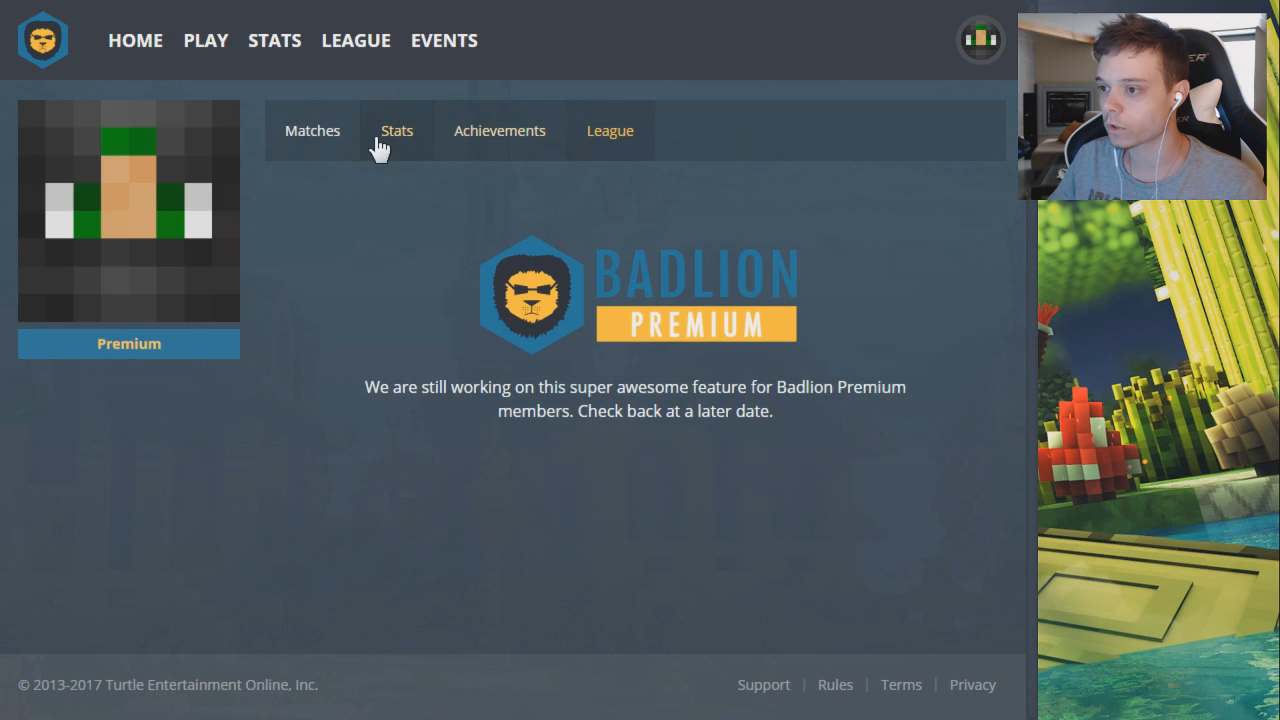 HOME PLAY STATS LEAGUE EVENTS
Matches Stats Achievements League
Premium
BADLION
PREMIUM
We are still working on this super awesome feature for Badlion Premium
members. Check back at a later date.
© 2013-2017 Turtle Entertainment Online, Inc.
Support | Rules | Terms | Privacy